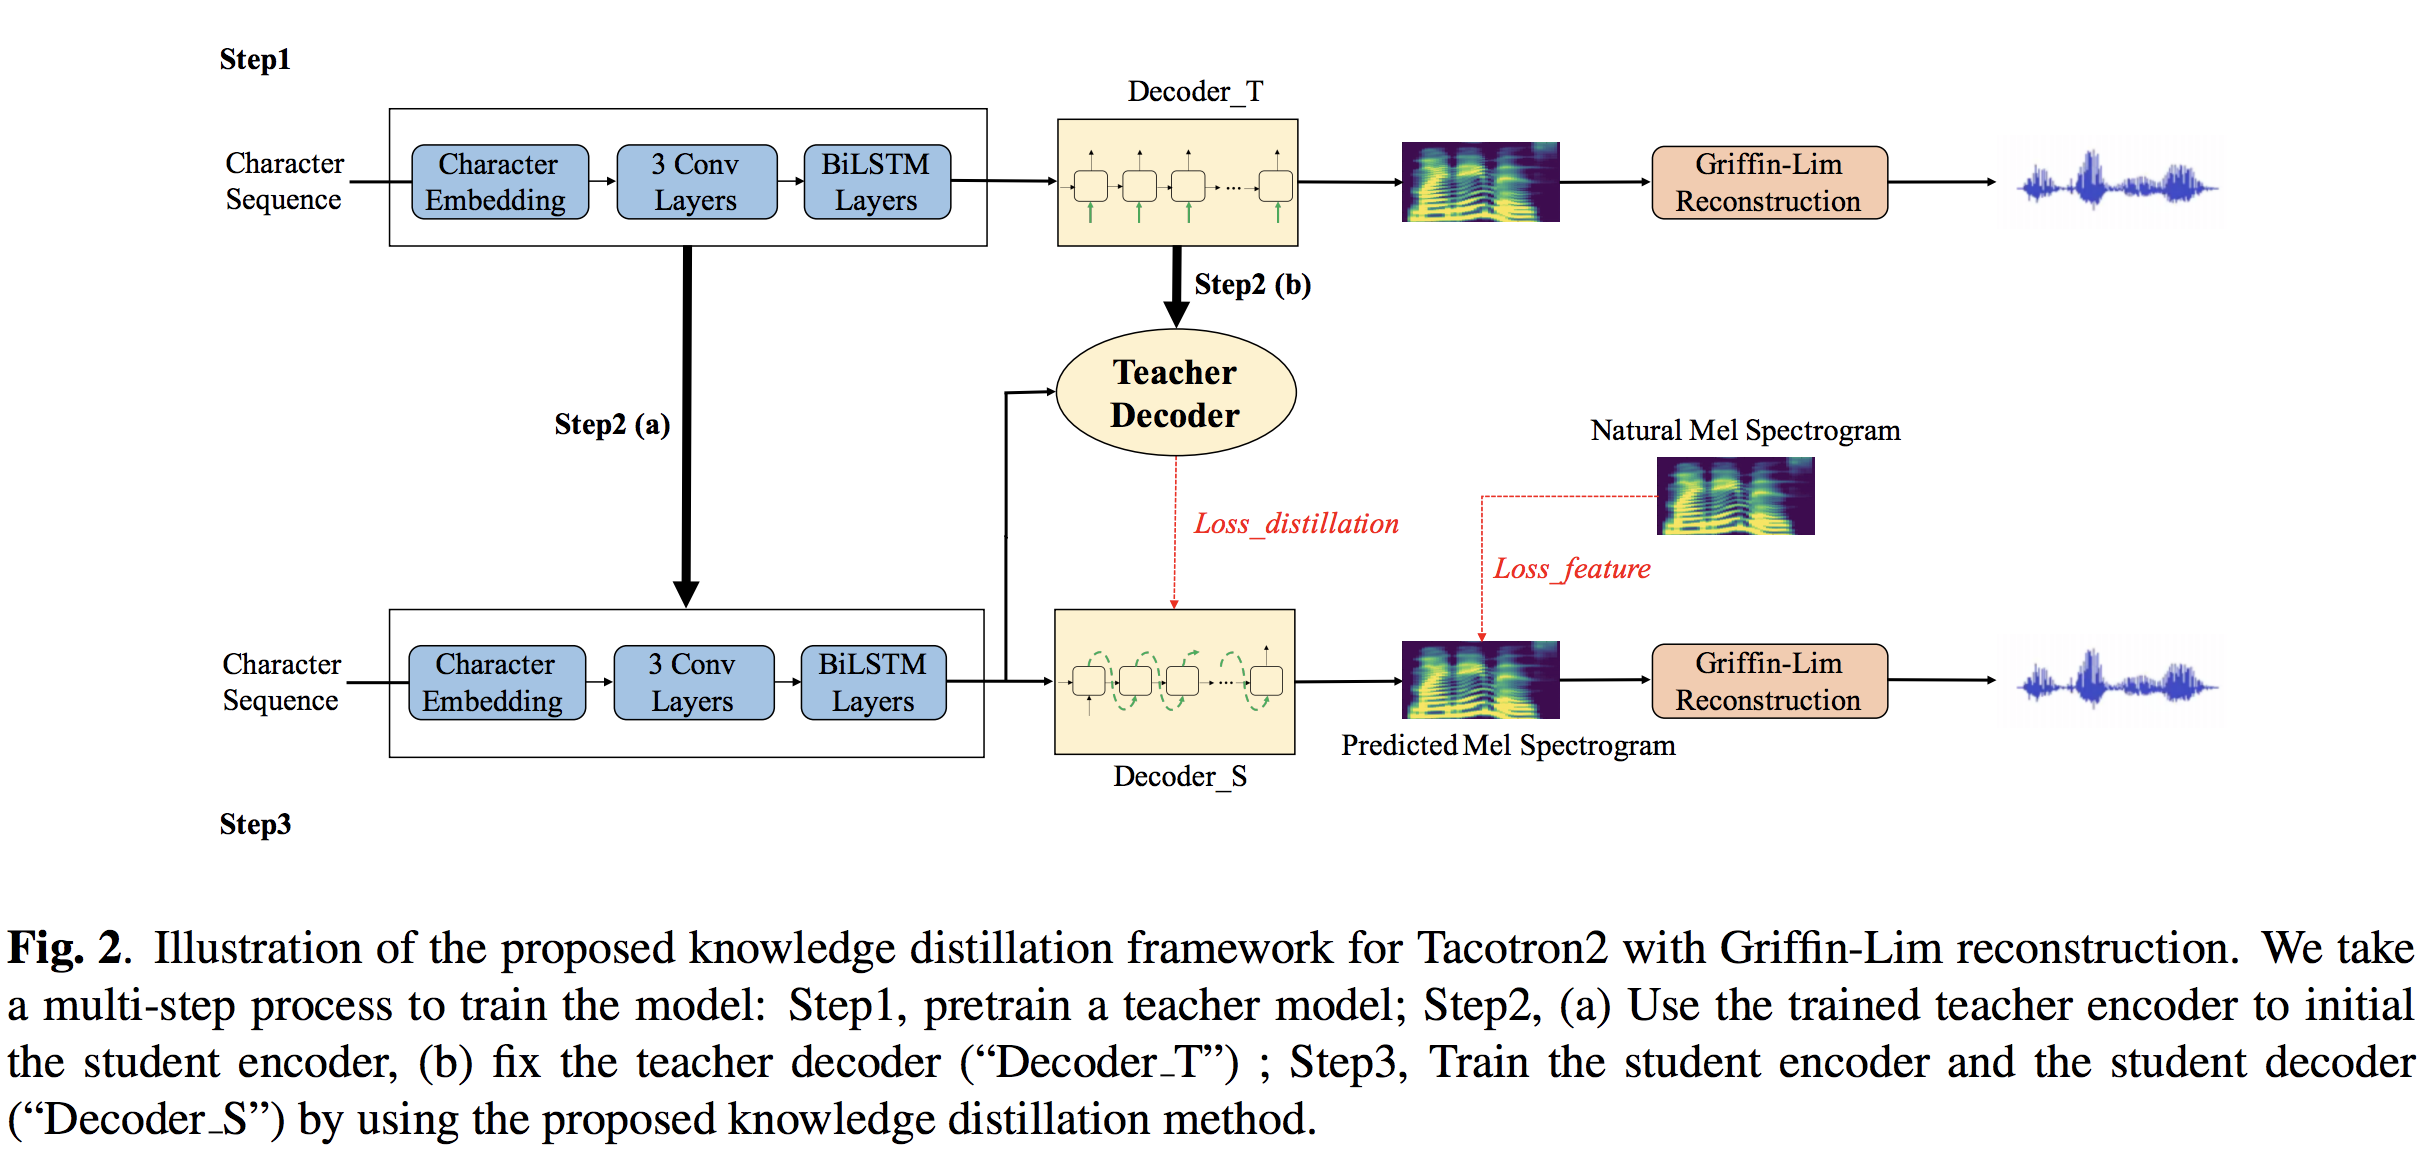 Step1
Decoder_T
Character
Sequence
Character
Embedding
3 Conv
Layers
BiLSTM
Layers
Griffin-Lim
Reconstruction
Step2 (b)
Step2 (a)
Teacher
Decoder
Natural Mel Spectrogram
Loss_distillation
Loss_feature
Character
Sequence
Character
Embedding
3 Conv
Layers
BiLSTM
Layers
Griffin-Lim
Reconstruction
Predicted Mel Spectrogram
Decoder_S
Step3
Fig. 2. Illustration of the proposed knowledge distillation framework for Tacotron2 with Griffin-Lim reconstruction. We take
a multi-step process to train the model: Step1, pretrain a teacher model; Step2, (a) Use the trained teacher encoder to initial
the student encoder, (b) fix the teacher decoder (“Decoder_T”) ; Step3, Train the student encoder and the student decoder
(“Decoder_S”) by using the proposed knowledge distillation method.